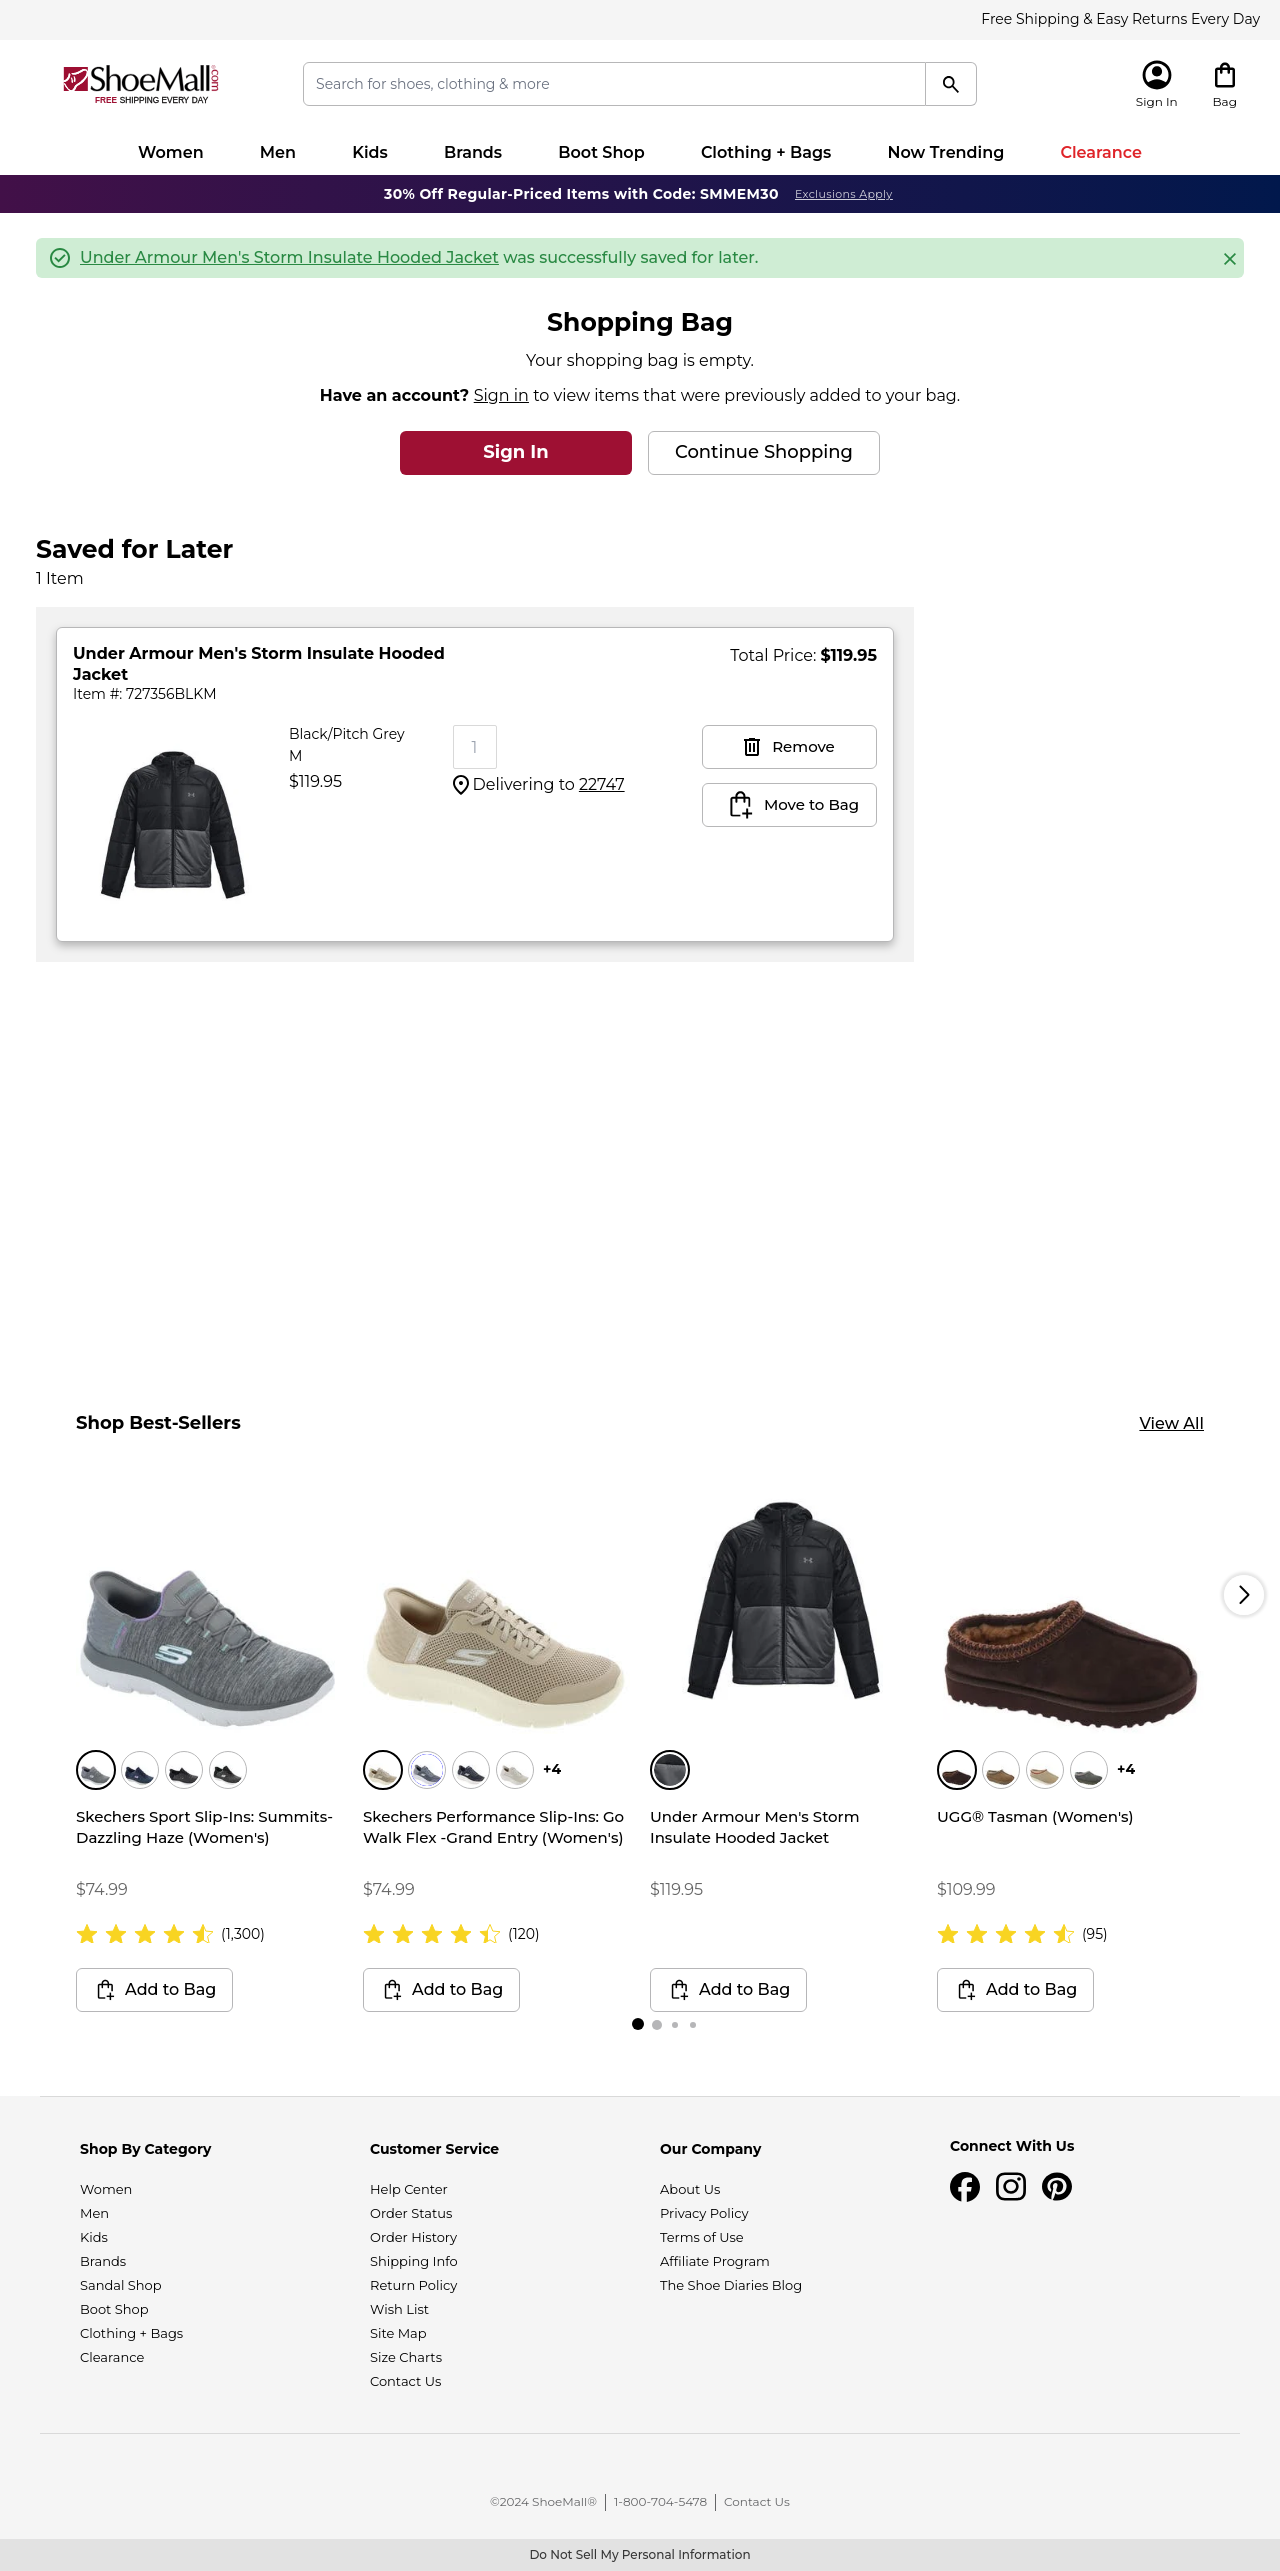 Free Shipping & Easy Returns Every Day
ShoeMall®.com
FREE SHIPPING EVERY DAY
Search for shoes, clothing & more
Sign In
Bag
Women Men Kids Brands Boot Shop Clothing + Bags Now Trending Clearance
30% Off Regular-Priced Items with Code: SMMEM30 Exclusions Apply
Under Armour Men's Storm Insulate Hooded Jacket was successfully saved for later.
Shopping Bag
Your shopping bag is empty.
Have an account? Sign in to view items that were previously added to your bag.
Sign In
Continue Shopping
Saved for Later
1 Item
Under Armour Men's Storm Insulate Hooded
Jacket
Item #: 727356BLKM
Total Price: $119.95
Black/Pitch Grey
M
$119.95
1
Delivering to 22747
Remove
Move to Bag
Shop Best-Sellers
View All
+4
+4
Skechers Sport Slip-Ins: Summits-
Dazzling Haze (Women's)
$74.99
(1,300)
Add to Bag
Skechers Performance Slip-Ins: Go
Walk Flex -Grand Entry (Women's)
$74.99
(120)
Add to Bag
Under Armour Men's Storm
Insulate Hooded Jacket
$119.95
Add to Bag
UGG® Tasman (Women's)
$109.99
(95)
Add to Bag
Shop By Category
Women
Men
Kids
Brands
Sandal Shop
Boot Shop
Clothing + Bags
Clearance
Customer Service
Help Center
Order Status
Order History
Shipping Info
Return Policy
Wish List
Site Map
Size Charts
Contact Us
Our Company
About Us
Privacy Policy
Terms of Use
Affiliate Program
The Shoe Diaries Blog
Connect With Us
©2024 ShoeMall® | 1-800-704-5478 | Contact Us
Do Not Sell My Personal Information